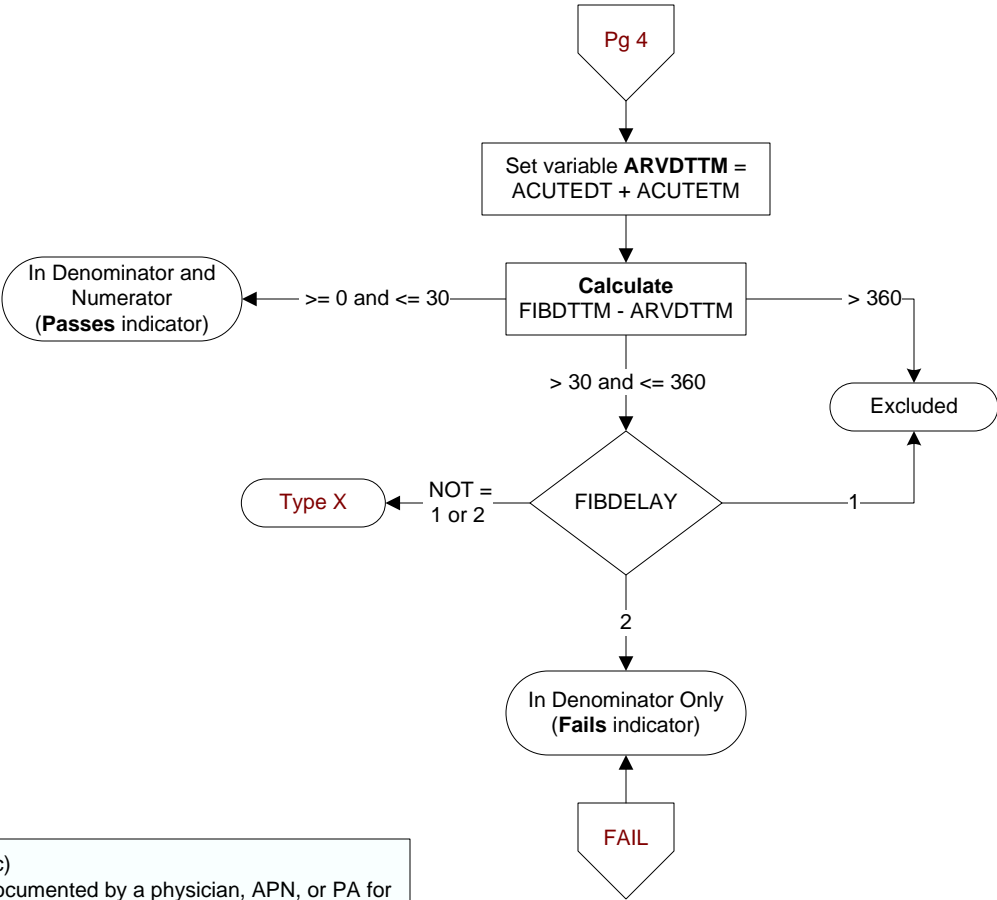 Pg 4
Set variable ARVDTTM =
ACUTEDT + ACUTETM
In Denominator and
Numerator
(Passes indicator)
>= 0 and <= 30
Calculate
FIBDTTM - ARVDTTM
> 360
> 30 and <= 360
Excluded
Type X
NOT =
1 or 2
FIBDELAY
1
2
In Denominator Only
(Fails indicator)
FAIL
c)
ocumented by a physician, APN, or PA for